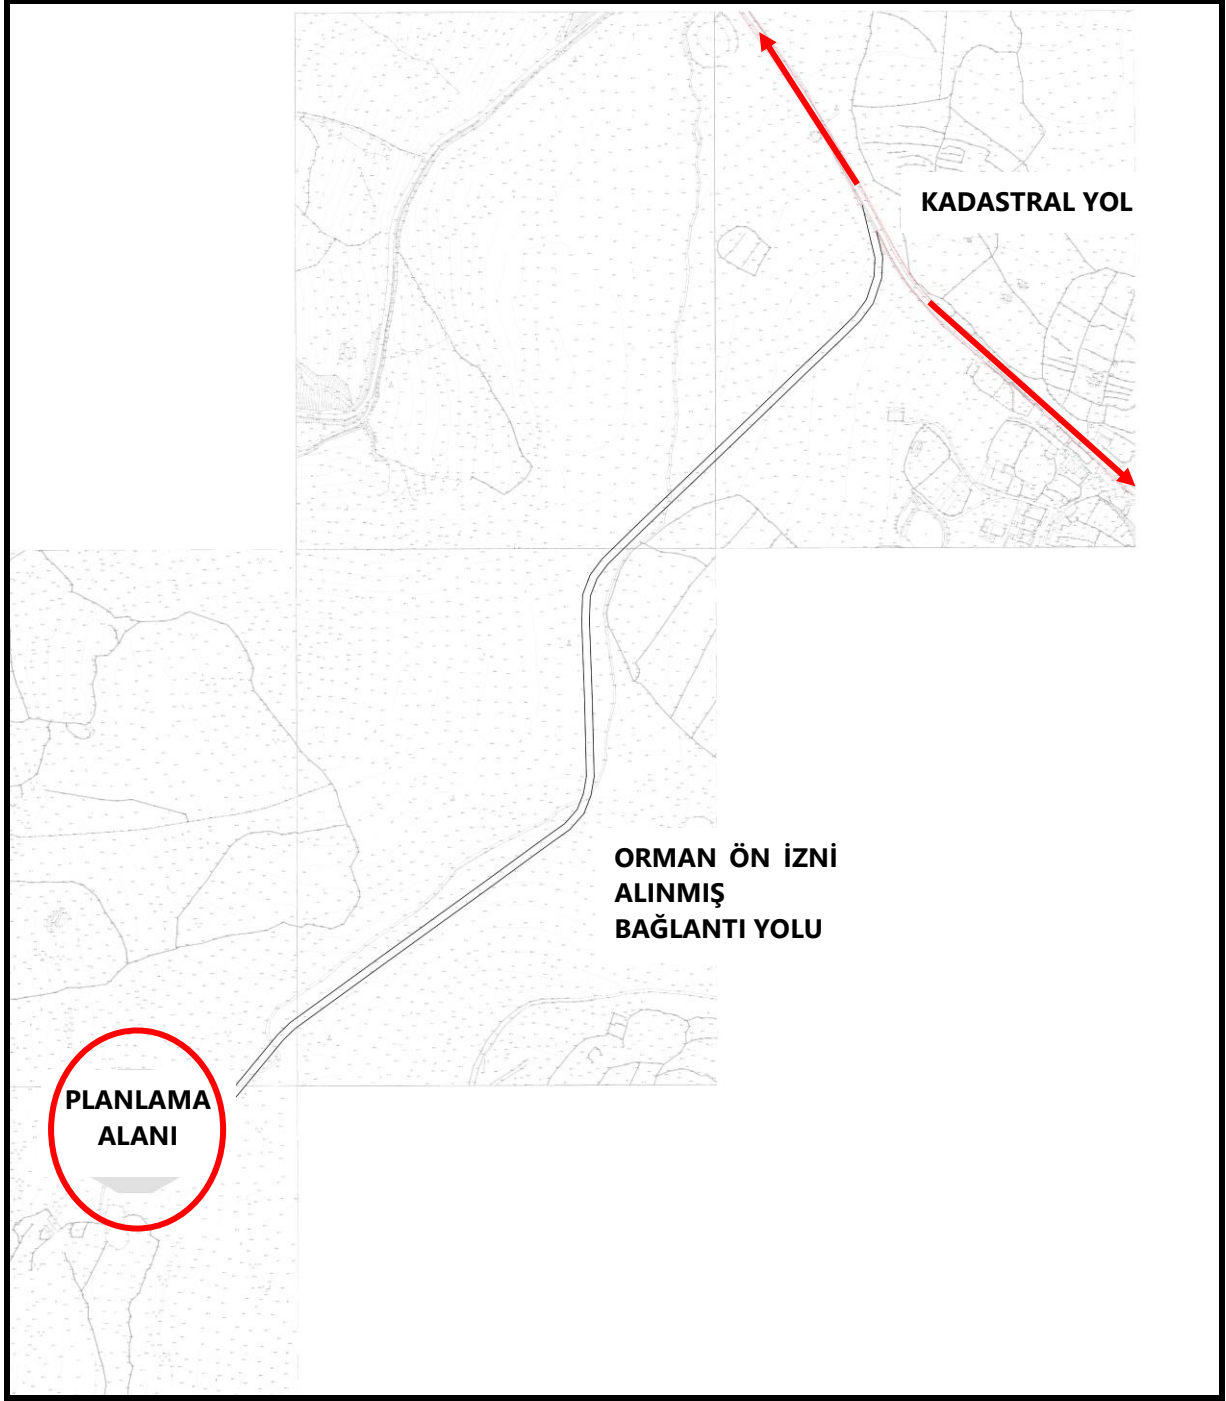 KADASTRAL YOL
ORMAN ÖN İZNİ
ALINMIŞ
BAĞLANTI YOLU
PLANLAMA
ALANI